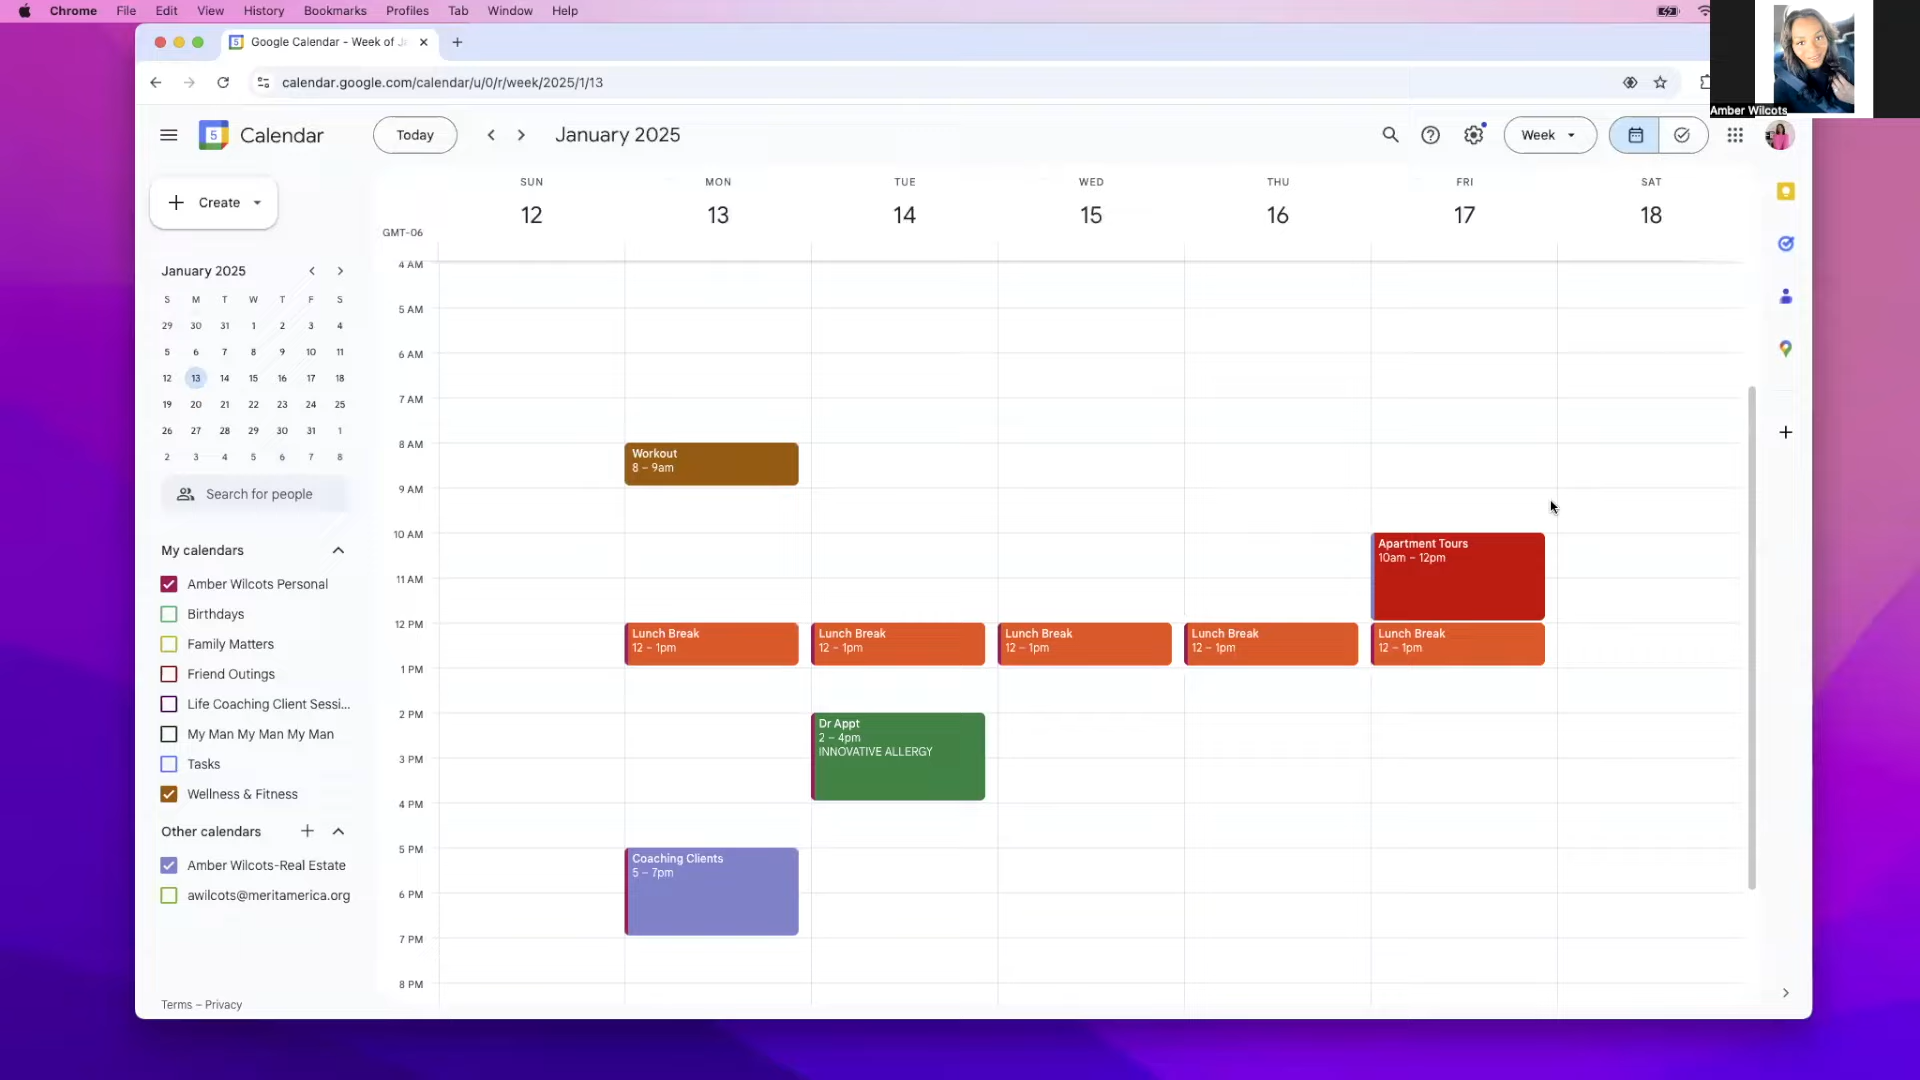 Chrome File Edit View History Bookmarks Profiles Tab Window Help
Google Calendar - Week of J
calendar.google.com/calendar/u/0/r/week/2025/1/13
Amber Wilcots
5 Calendar Today January 2025 Week
Create
SUN MON TUE WED THU FRI SAT
12 13 14 15 16 17 18
GMT-06
January 2025
S M T W T F S
29 30 31 1 2 3 4
5 6 7 8 9 10 11
12 13 14 15 16 17 18
19 20 21 22 23 24 25
26 27 28 29 30 31 1
2 3 4 5 6 7 8
Search for people
My calendars
Amber Wilcots Personal
Birthdays
Family Matters
Friend Outings
Life Coaching Client Sessi...
My Man My Man My Man
Tasks
Wellness & Fitness
Other calendars
Amber Wilcots-Real Estate
awilcots@meritamerica.org
Terms – Privacy
4 AM
5 AM
6 AM
7 AM
8 AM
9 AM
10 AM
11 AM
12 PM
1 PM
2 PM
3 PM
4 PM
5 PM
6 PM
7 PM
8 PM
Workout
8 – 9am
Lunch Break
12 – 1pm
Coaching Clients
5 – 7pm
Lunch Break
12 – 1pm
Dr Appt
2 – 4pm
INNOVATIVE ALLERGY
Lunch Break
12 – 1pm
Lunch Break
12 – 1pm
Apartment Tours
10am – 12pm
Lunch Break
12 – 1pm